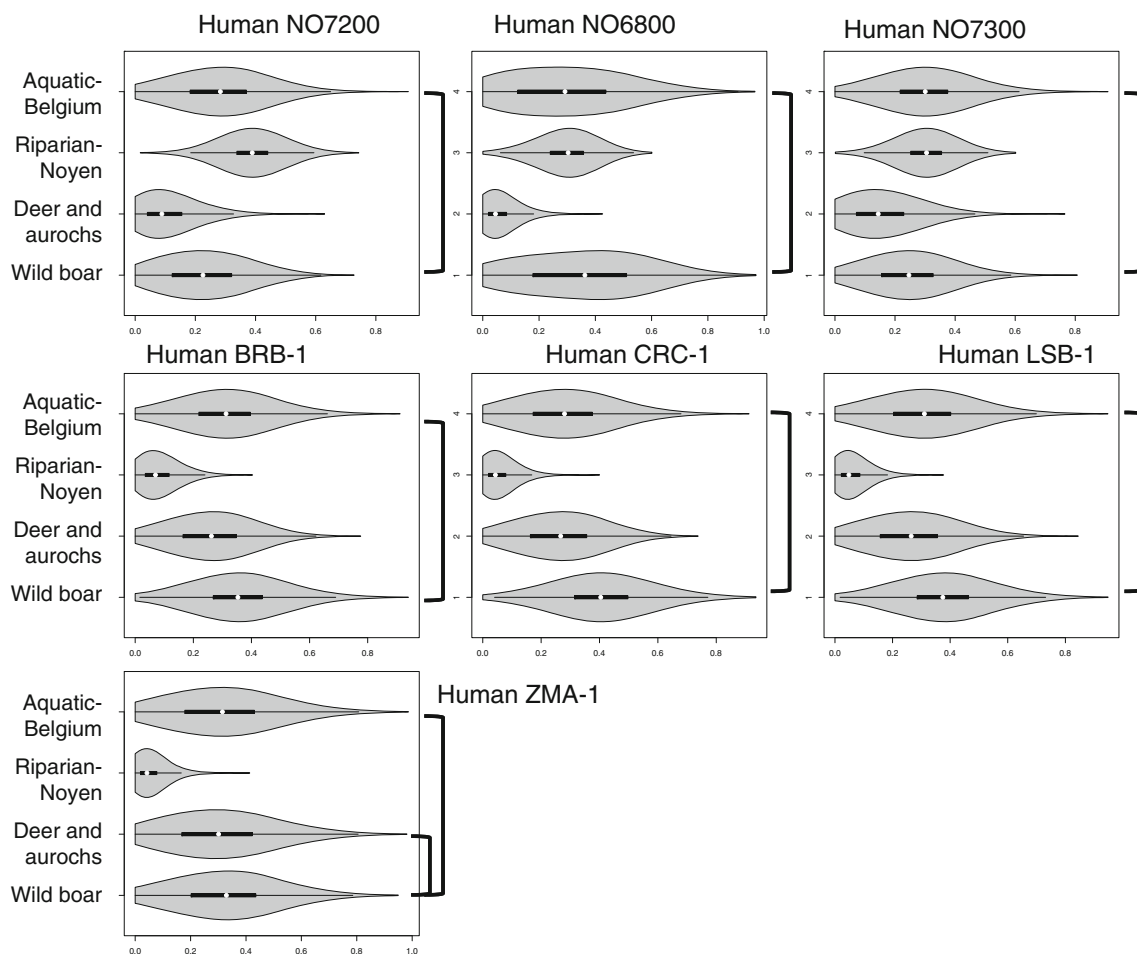 Human NO7200
Human NO6800
Human NO7300
Aquatic-
Belgium
Riparian-
Noyen
Deer and
aurochs
Wild boar
0.0 0.2 0.4 0.6 0.8
4
3
2
1
0.0 0.2 0.4 0.6 0.8 1.0
4
3
2
1
0.0 0.2 0.4 0.6 0.8
Human BRB-1
Human CRC-1
Human LSB-1
Aquatic-
Belgium
Riparian-
Noyen
Deer and
aurochs
Wild boar
0.0 0.2 0.4 0.6 0.8
4
3
2
1
0.0 0.2 0.4 0.6 0.8
4
3
2
1
0.0 0.2 0.4 0.6 0.8
Human ZMA-1
Aquatic-
Belgium
Riparian-
Noyen
Deer and
aurochs
Wild boar
0.0 0.2 0.4 0.6 0.8 1.0